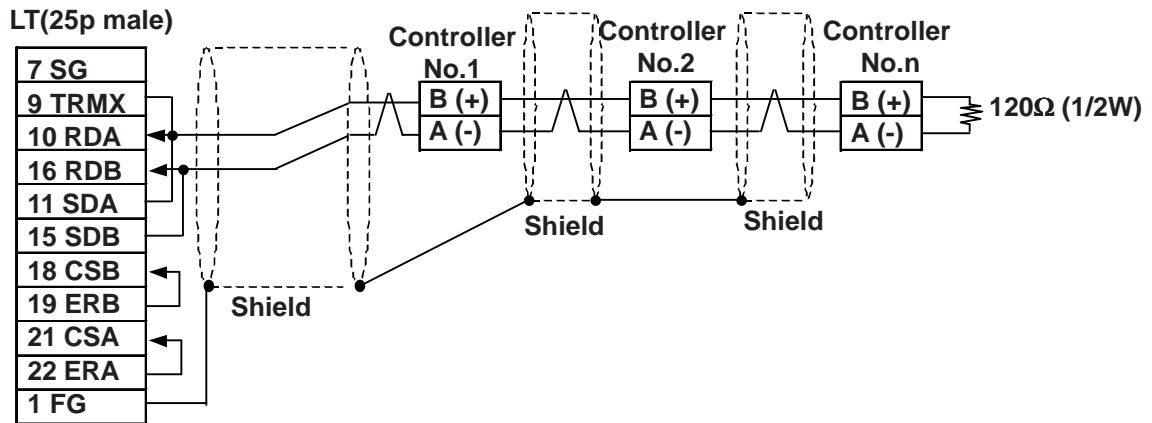 LT(25p male)
7 SG
9 TRMX
10 RDA
16 RDB
11 SDA
15 SDB
18 CSB
19 ERB
21 CSA
22 ERA
1 FG
Shield
Controller
No.1
B (+)
A (-)
Shield
Controller
No.2
B (+)
A (-)
Shield
Controller
No.n
B (+)
A (-)
120Ω (1/2W)